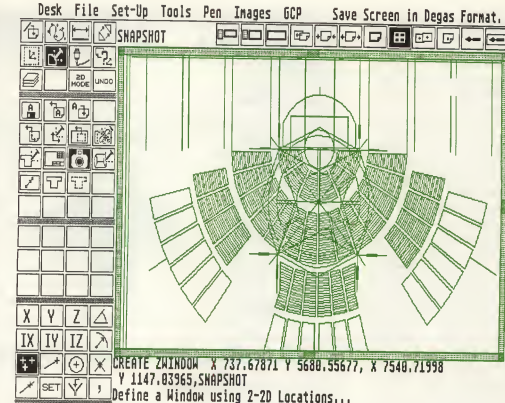 Desk File Set-Up Tools Pen Images GCP Save Screen in Degas Format.
SNAPSHOT
2D MODE UNDO
A A A
X Y Z
IX IY IZ
SET
CREATE ZWINDOW X 737.67871 Y 5680.55677, X 7540.71998
Y 1147.03965,SNAPSHOT
Define a Window using 2-2D Locations...